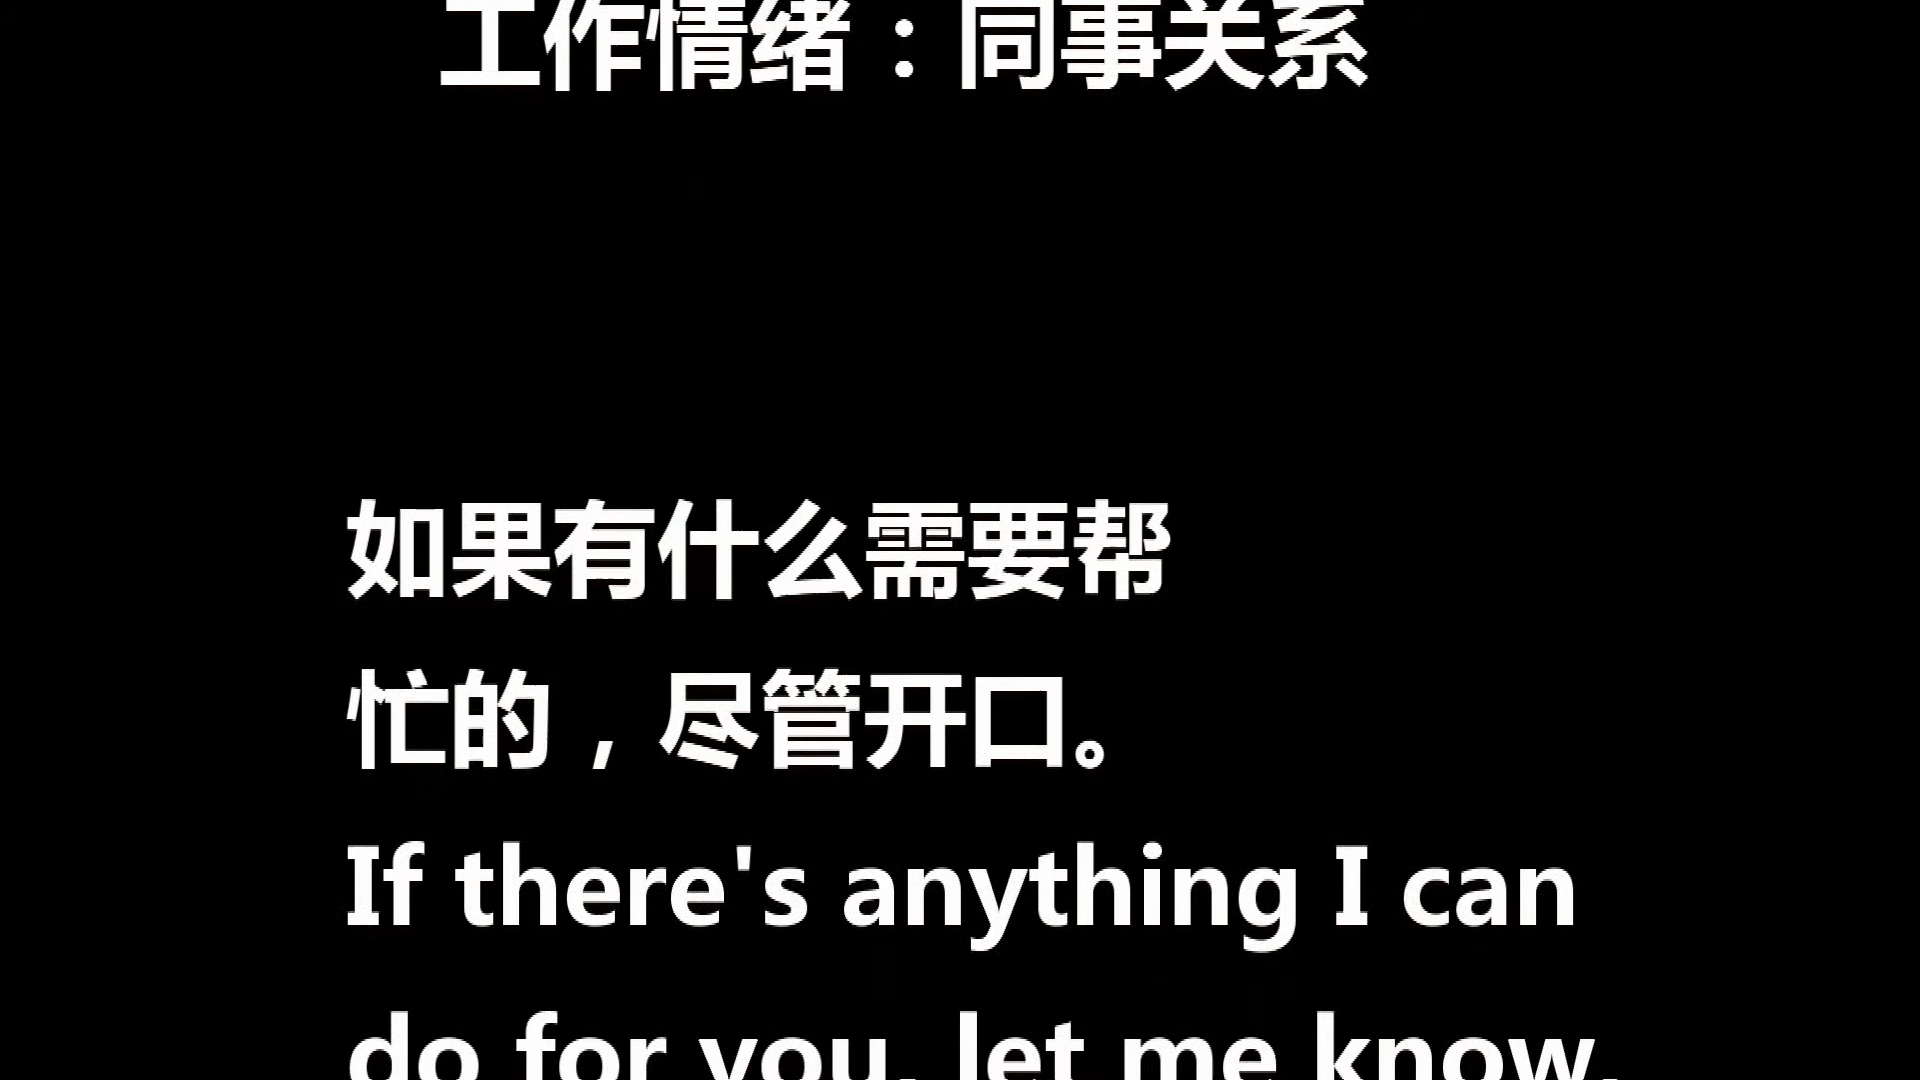 工作情绪：同事关系
如果有什么需要帮
忙的，尽管开口。
If there's anything I can
do for you, let me know.